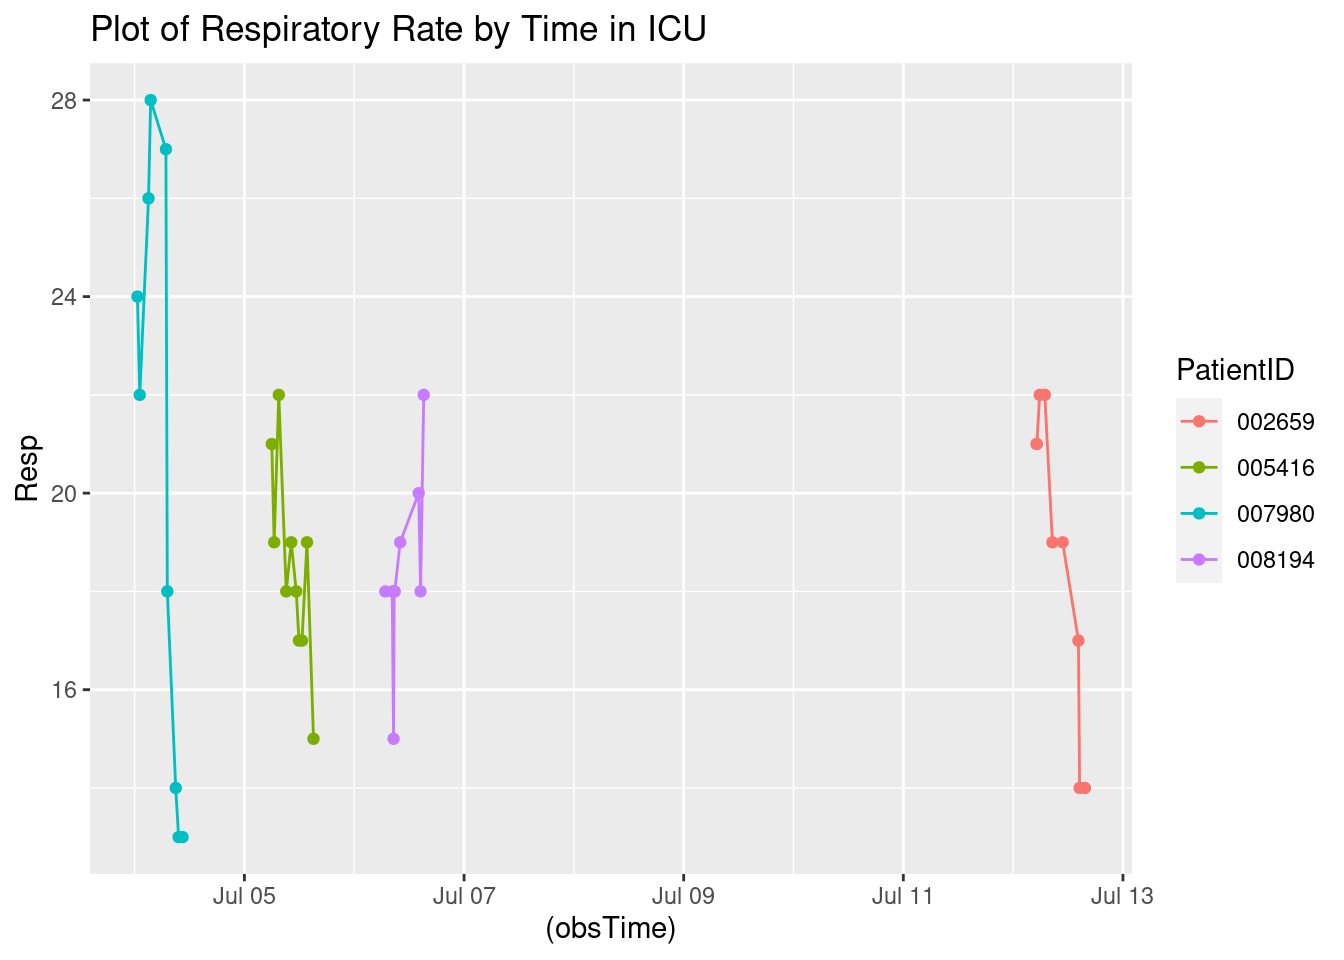 Plot of Respiratory Rate by Time in ICU
28
24
20
16
Resp
Jul 05 Jul 07 Jul 09 Jul 11 Jul 13
(obsTime)
PatientID
002659
005416
007980
008194